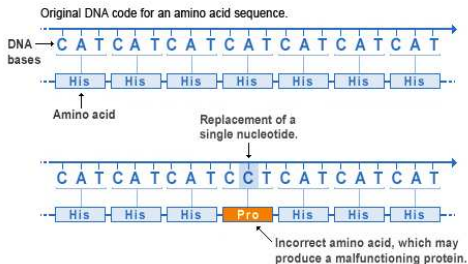 Original DNA code for an amino acid sequence.
DNA bases
C A T C A T C A T C A T C A T C A T C A T
His His His His His His His
Amino acid
Replacement of a
single nucleotide.
C A T C A T C A T C C T C A T C A T C A T
His His His Pro His His His
Incorrect amino acid, which may
produce a malfunctioning protein.